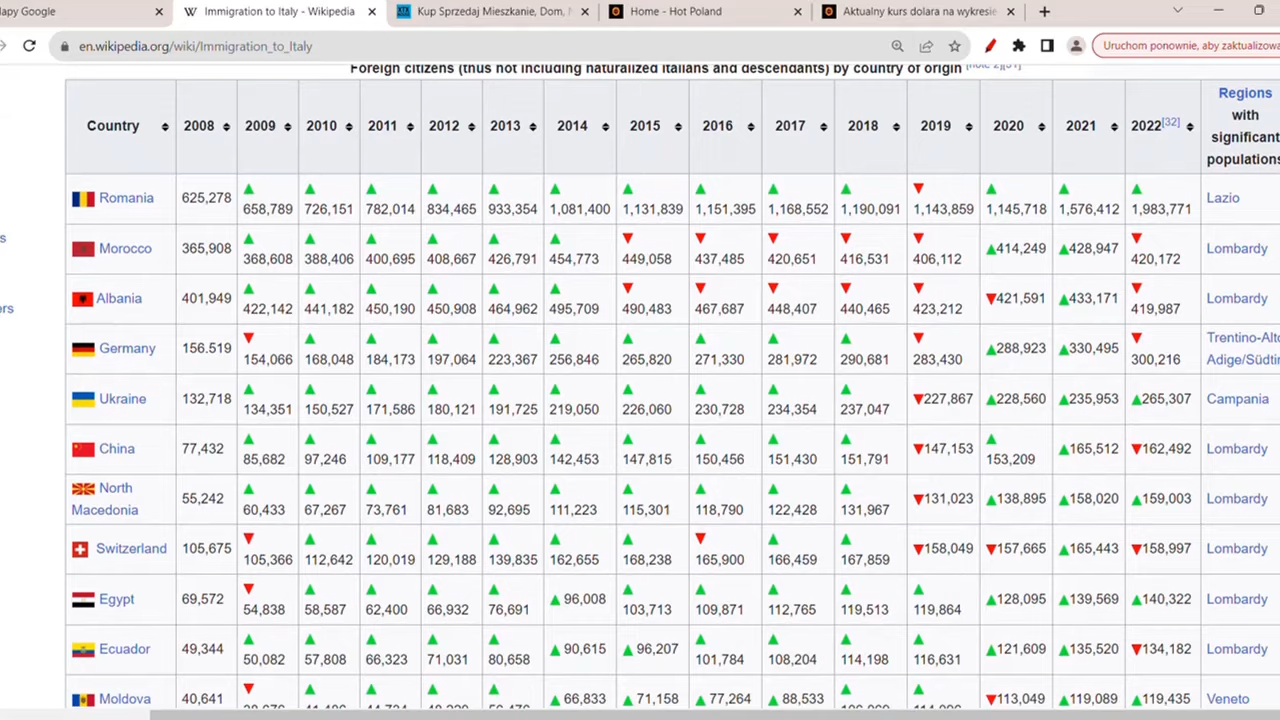 apy Google
Immigration to Italy - Wikipedia
Kup Sprzedaj Mieszkanie, Dom,
Home - Hot Poland
Aktualny kurs dolara na wykresie
en.wikipedia.org/wiki/Immigration_to_Italy
Uruchom ponownie, aby zaktualizowa
Foreign citizens (thus not including naturalized Italians and descendants) by country of origin [note 2][31]
Country 2008 2009 2010 2011 2012 2013 2014 2015 2016 2017 2018 2019 2020 2021 2022[32] Regions with significant populations
Romania 625,278 658,789 726,151 782,014 834,465 933,354 1,081,400 1,131,839 1,151,395 1,168,552 1,190,091 1,143,859 1,145,718 1,576,412 1,983,771 Lazio
Morocco 365,908 368,608 388,406 400,695 408,667 426,791 454,773 449,058 437,485 420,651 416,531 406,112 414,249 428,947 420,172 Lombardy
Albania 401,949 422,142 441,182 450,190 450,908 464,962 495,709 490,483 467,687 448,407 440,465 423,212 421,591 433,171 419,987 Lombardy
Germany 156.519 154,066 168,048 184,173 197,064 223,367 256,846 265,820 271,330 281,972 290,681 283,430 288,923 330,495 300,216 Trentino-Alto Adige/Südtir
Ukraine 132,718 134,351 150,527 171,586 180,121 191,725 219,050 226,060 230,728 234,354 237,047 227,867 228,560 235,953 265,307 Campania
China 77,432 85,682 97,246 109,177 118,409 128,903 142,453 147,815 150,456 151,430 151,791 147,153 153,209 165,512 162,492 Lombardy
North Macedonia 55,242 60,433 67,267 73,761 81,683 92,695 111,223 115,301 118,790 122,428 131,967 131,023 138,895 158,020 159,003 Lombardy
Switzerland 105,675 105,366 112,642 120,019 129,188 139,835 162,655 168,238 165,900 166,459 167,859 158,049 157,665 165,443 158,997 Lombardy
Egypt 69,572 54,838 58,587 62,400 66,932 76,691 96,008 103,713 109,871 112,765 119,513 119,864 128,095 139,569 140,322 Lombardy
Ecuador 49,344 50,082 57,808 66,323 71,031 80,658 90,615 96,207 101,784 108,204 114,198 116,631 121,609 135,520 134,182 Lombardy
Moldova 40,641 66,833 71,158 77,264 88,533 113,049 119,089 119,435 Veneto
s
ers